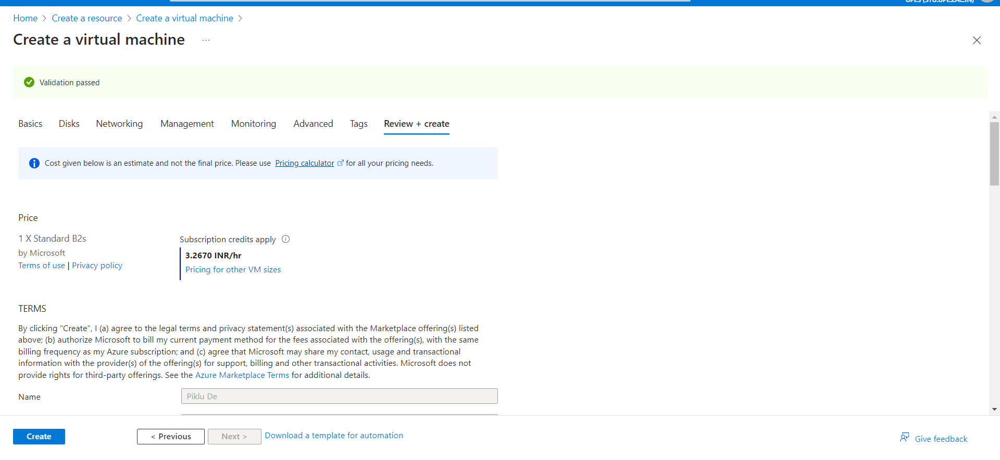 UPES (STU.UPES.AC.IN)
Home > Create a resource > Create a virtual machine >
Create a virtual machine ...
Validation passed
Basics Disks Networking Management Monitoring Advanced Tags Review + create
Cost given below is an estimate and not the final price. Please use Pricing calculator for all your pricing needs.
Price
1 X Standard B2s
by Microsoft
Terms of use | Privacy policy
Subscription credits apply
3.2670 INR/hr
Pricing for other VM sizes
TERMS
By clicking "Create", I (a) agree to the legal terms and privacy statement(s) associated with the Marketplace offering(s) listed
above; (b) authorize Microsoft to bill my current payment method for the fees associated with the offering(s), with the same
billing frequency as my Azure subscription; and (c) agree that Microsoft may share my contact, usage and transactional
information with the provider(s) of the offering(s) for support, billing and other transactional activities. Microsoft does not
provide rights for third-party offerings. See the Azure Marketplace Terms for additional details.
Name Piklu De
Create < Previous Next > Download a template for automation Give feedback